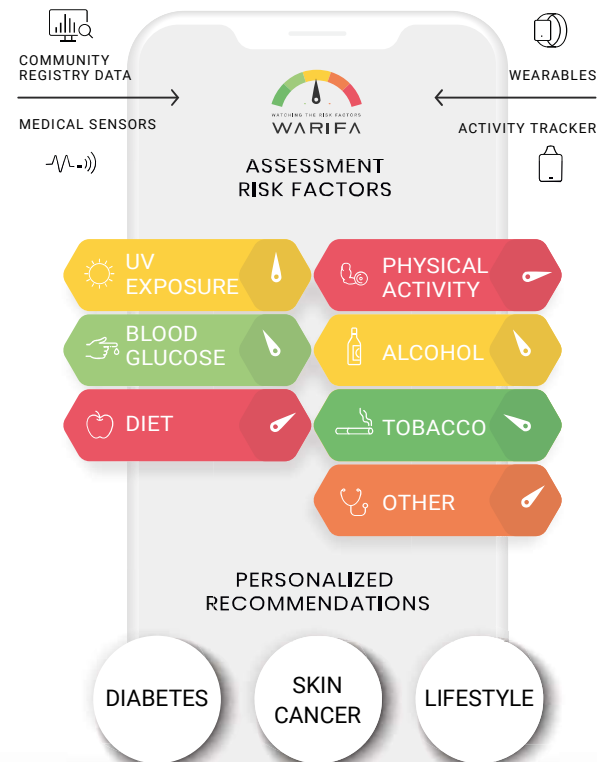 COMMUNITY
REGISTRY DATA
WEARABLES
MEDICAL SENSORS
ACTIVITY TRACKER
WATCHING THE RISK FACTORS
WARIFA
ASSESSMENT
RISK FACTORS
UV
EXPOSURE
PHYSICAL
ACTIVITY
BLOOD
GLUCOSE
ALCOHOL
DIET
TOBACCO
OTHER
PERSONALIZED
RECOMMENDATIONS
DIABETES
SKIN
CANCER
LIFESTYLE